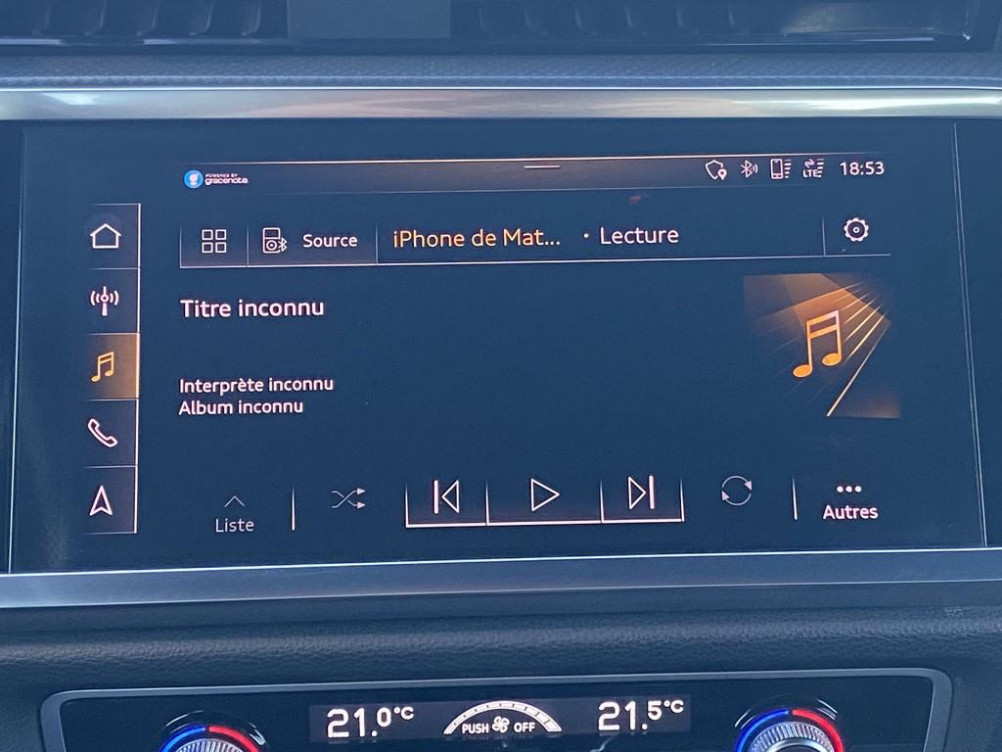 POWERED BY
gracenote
LTE
18:53
Source
iPhone de Mat... · Lecture
Titre inconnu
Interprète inconnu
Album inconnu
Liste
Autres
21.0°C
PUSH OFF
21.5°C